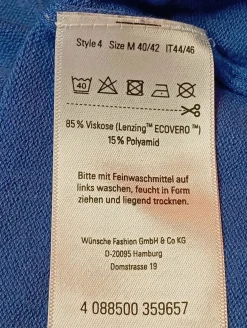 Style 4 Size M 40/42 IT44/46
40
85% Viskose (Lenzing™ ECOVERO™)
15% Polyamid
Bitte mit Feinwaschmittel auf
links waschen, feucht in Form
ziehen und liegend trocknen.
Wünsche Fashion GmbH & Co KG
D-20095 Hamburg
Domstrasse 19
4 088500 359657